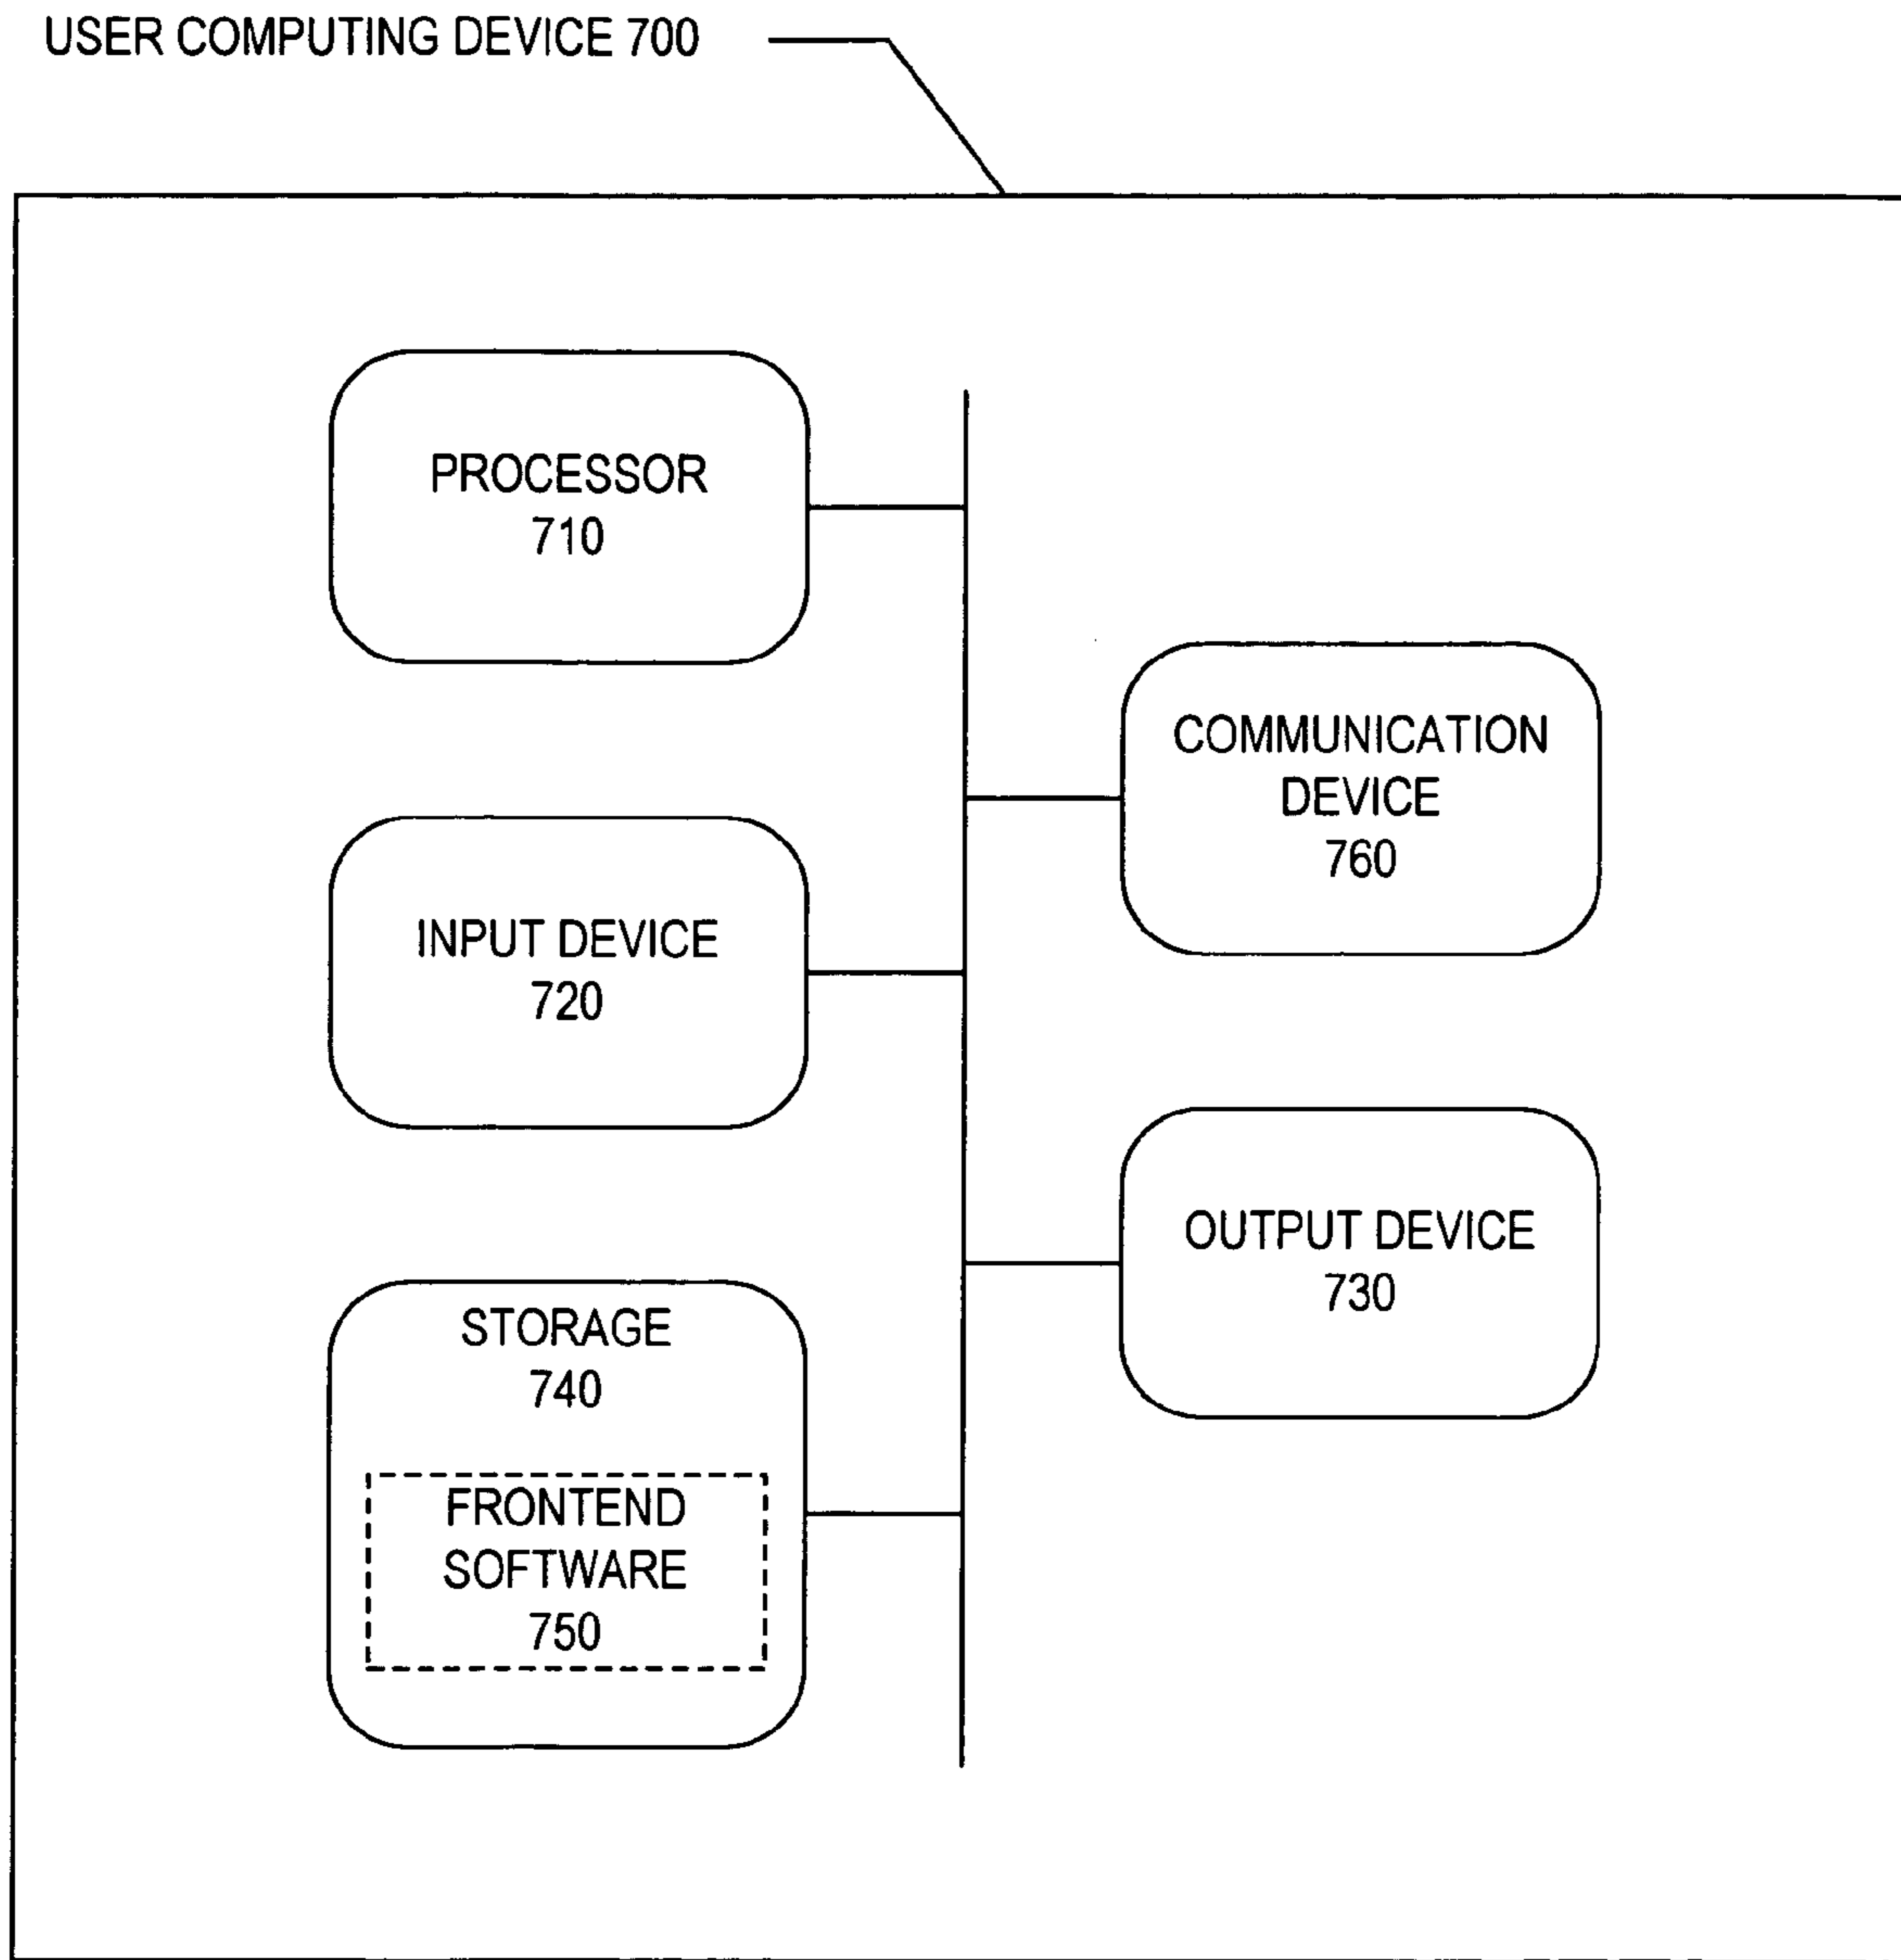 USER COMPUTING DEVICE 700
PROCESSOR
710
INPUT DEVICE
720
STORAGE
740
FRONTEND
SOFTWARE
750
COMMUNICATION
DEVICE
760
OUTPUT DEVICE
730